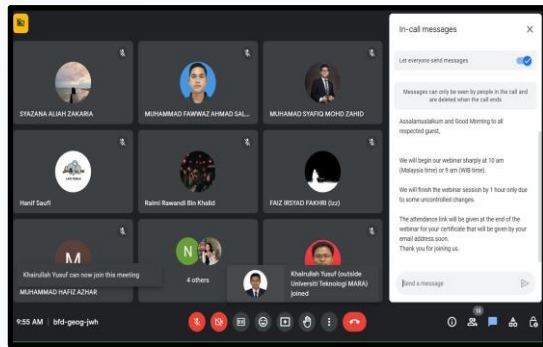 In-call messages
Let everyone send messages
Messages can only be seen by people in the call and
are deleted when the call ends
Assalamualaikum and Good Morning to all
respected guest,
We will begin our webinar sharply at 10 am
(Malaysia time) or 9 am (WIB time).
We will finish the webinar session by 1 hour only due
to some uncontrolled changes.
The attendance link will be given at the end of the
webinar for your certificate that will be given by your
email address soon.
Thank you for joining us.
Send a message
SYAZANA ALIAH ZAKARIA
MUHAMMAD FAWWAZ AHMAD SAL...
MUHAMAD SYAFIQ MOHD ZAHID
Hanif Saufi
Raimi Rawandi Bin Khalid
FAIZ IRSYAD FAKHRI (Izz)
M
N
Khairullah Yusuf can now join this meeting
MUHAMMAD HAFIZ AZHAR
4 others
Khairullah Yusuf (outside
Universiti Teknologi MARA)
joined
9:55 AM | bfd-geog-jwh